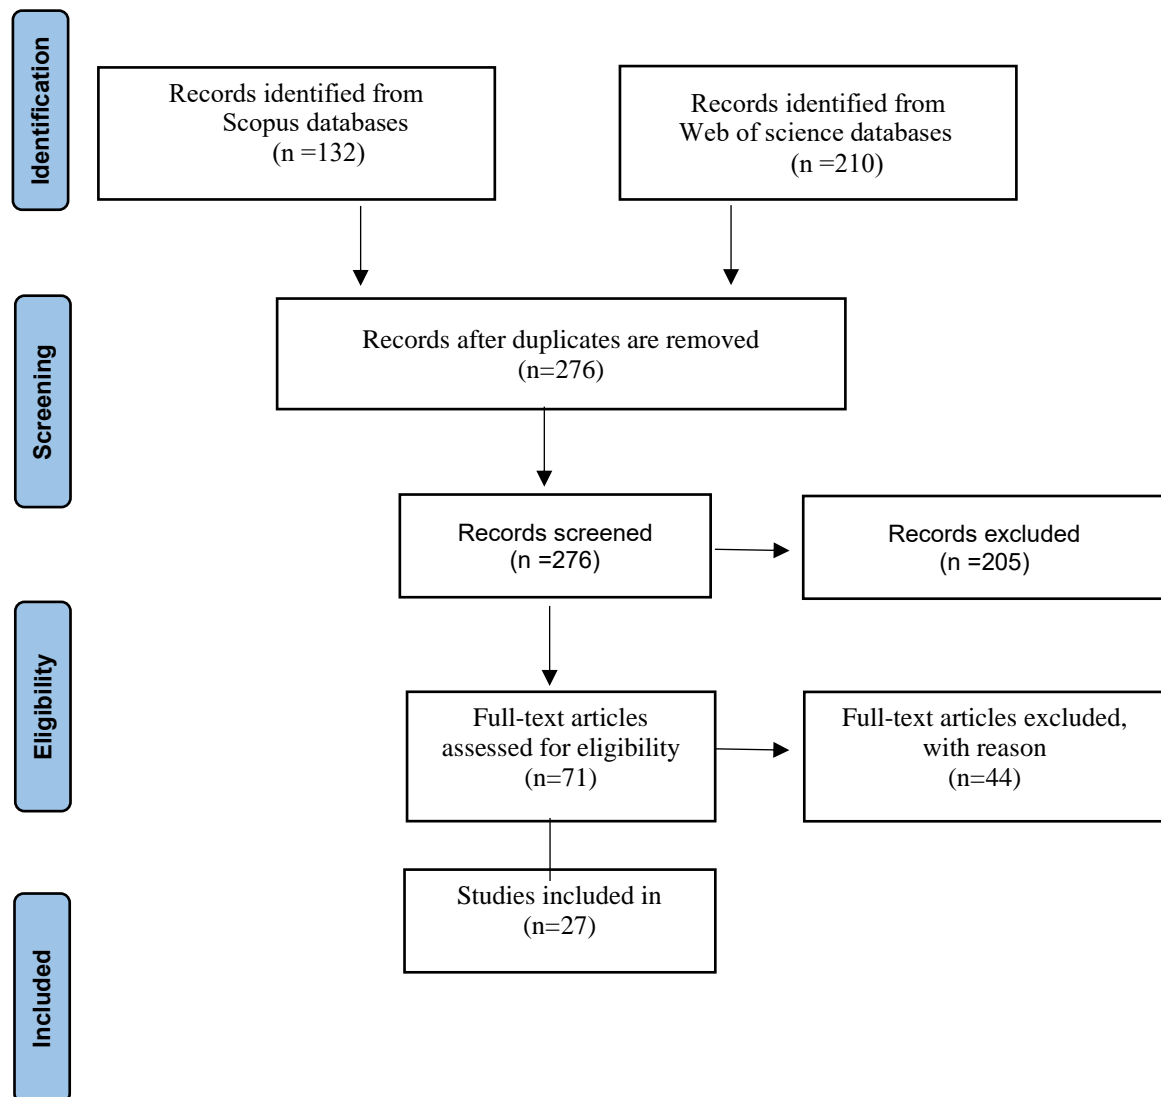 Identification
Records identified from
Scopus databases
(n =132)
Records identified from
Web of science databases
(n =210)
Screening
Records after duplicates are removed
(n=276)
Records screened
(n =276)
Records excluded
(n =205)
Eligibility
Full-text articles
assessed for eligibility
(n=71)
Full-text articles excluded,
with reason
(n=44)
Included
Studies included in
(n=27)